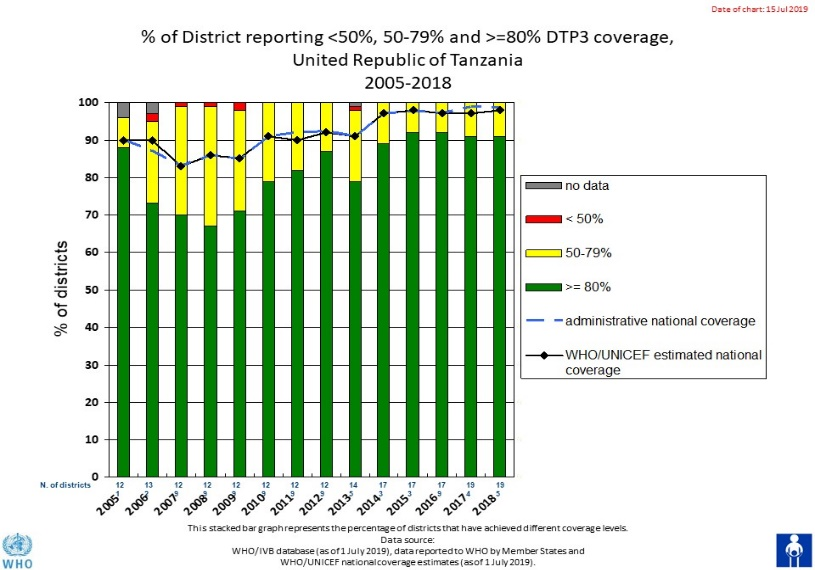 Date of chart: 15 Jul 2019
% of District reporting <50%, 50-79% and >=80% DTP3 coverage,
United Republic of Tanzania
2005-2018
100
90
80
70
60
50
40
30
20
10
0
% of districts
no data
< 50%
50-79%
>= 80%
administrative national coverage
WHO/UNICEF estimated national
coverage
N. of districts
12 13 12 12 12 12 12 12 14 17 17 17 19 19
2005 2006 2007 2008 2009 2010 2011 2012 2013 2014 2015 2016 2017 2018
This stacked bar graph represents the percentage of districts that have achieved different coverage levels.
Data source:
WHO/IVB database (as of 1 July 2019), data reported to WHO by Member States and
WHO/UNICEF national coverage estimates (as of 1 July 2019).
WHO